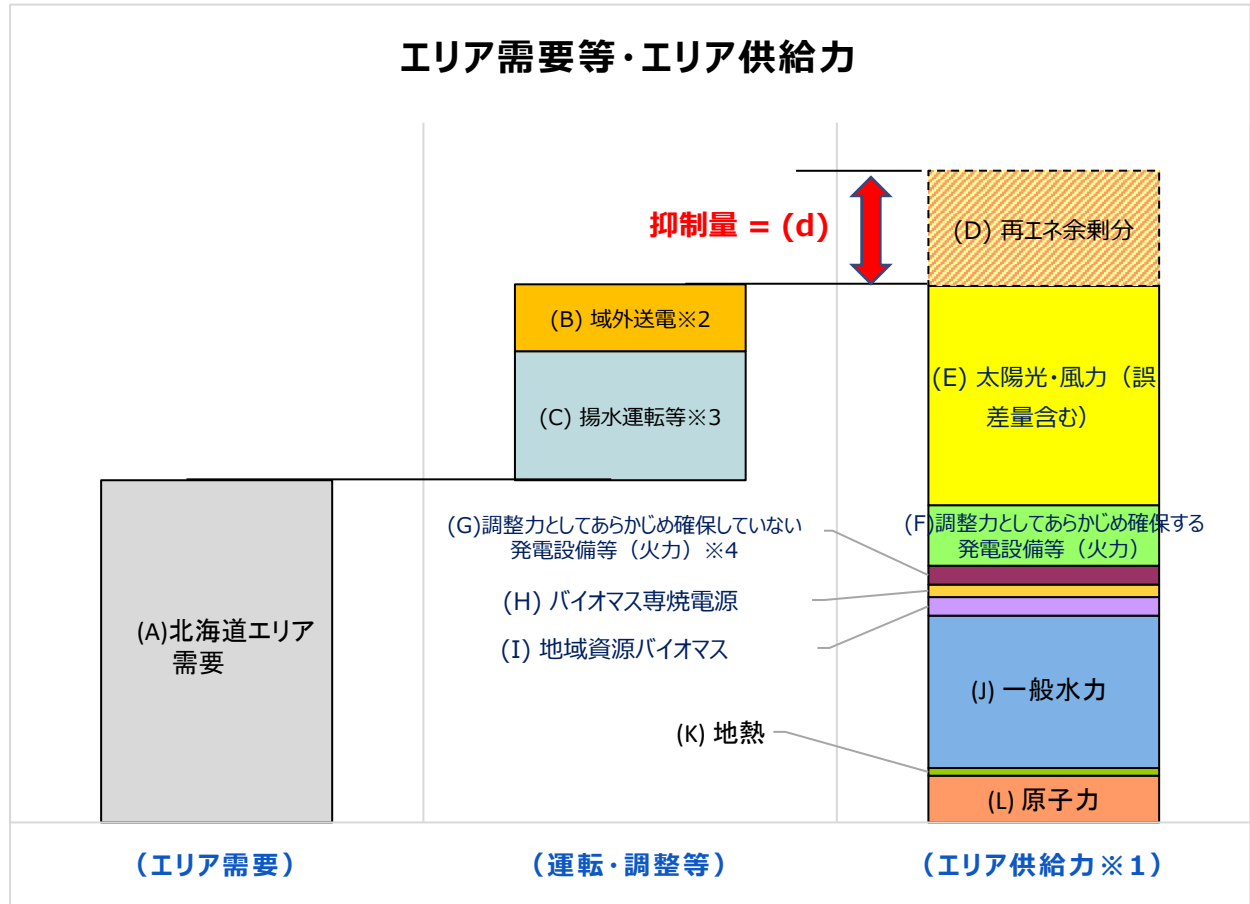 エリア需要等・エリア供給力
抑制量 = (d)
(D) 再エネ余剰分
(B) 域外送電※2
(C) 揚水運転等※3
(E) 太陽光・風力（誤
差量含む）
(G)調整力としてあらかじめ確保していない
発電設備等（火力）※4
(F)調整力としてあらかじめ確保する
発電設備等（火力）
(H) バイオマス専焼電源
(I) 地域資源バイオマス
(A)北海道エリア
需要
(J) 一般水力
(K) 地熱
(L) 原子力
（エリア需要）
（運転・調整等）
（エリア供給力※1）